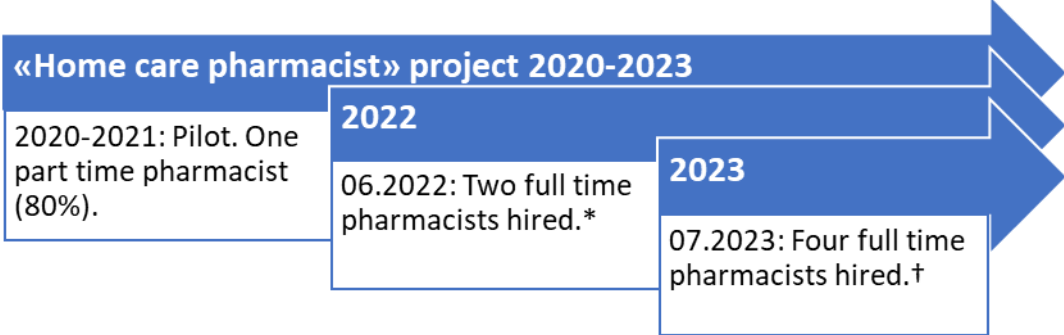 «Home care pharmacist» project 2020-2023
2020-2021: Pilot. One
part time pharmacist
(80%).
2022
06.2022: Two full time
pharmacists hired.*
2023
07.2023: Four full time
pharmacists hired.†